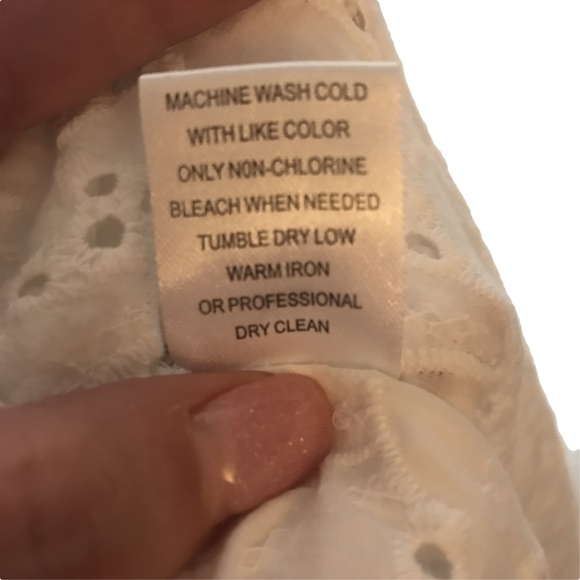 MACHINE WASH COLD
WITH LIKE COLOR
ONLY N0N-CHLORINE
BLEACH WHEN NEEDED
TUMBLE DRY LOW
WARM IRON
OR PROFESSIONAL
DRY CLEAN